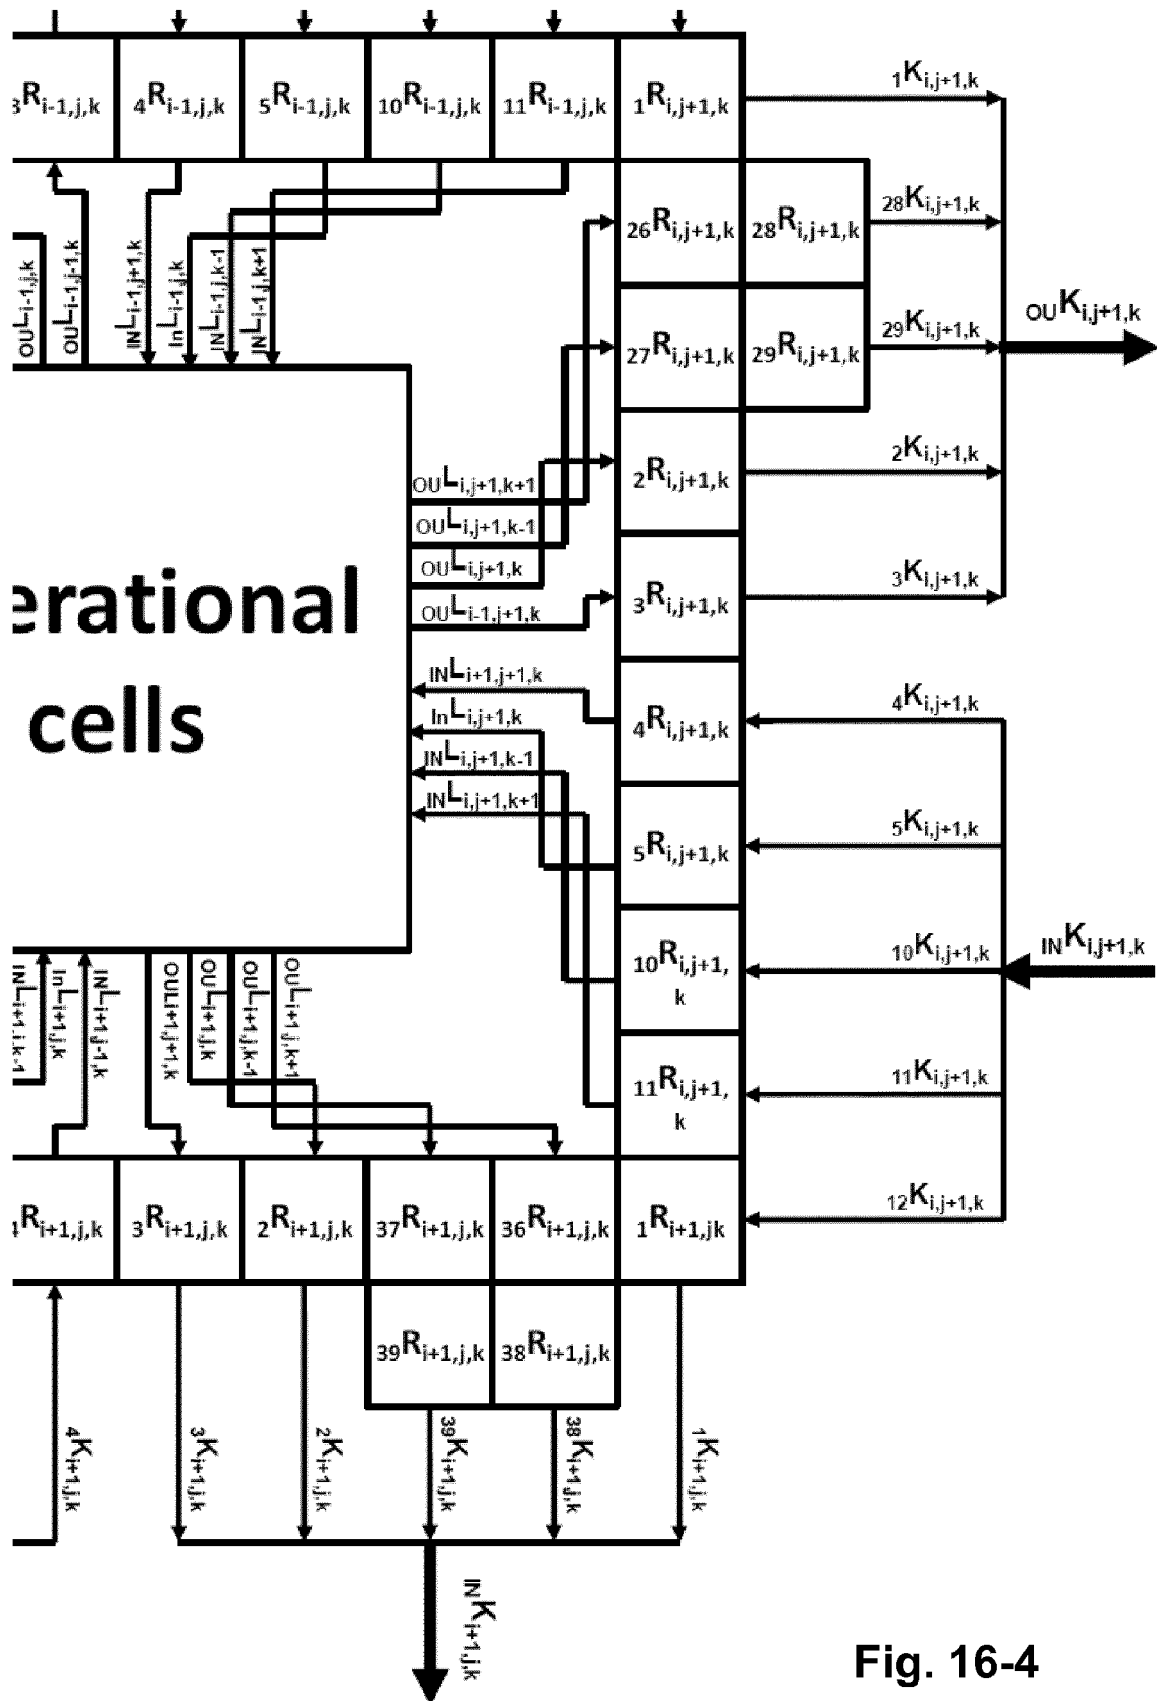 3Ri-1,j,k 4Ri-1,j,k 5Ri-1,j,k 10Ri-1,j,k 11Ri-1,j,k 1Ri,j+1,k
1Ki,j+1,k
26Ri,j+1,k 28Ri,j+1,k
28Ki,j+1,k
OULi-1,j,k
OULi-1,j-1,k
INLi-1,j+1,k
InLi-1,j,k
INLi-1,j,k-1
INLi-1,j,k+1
27Ri,j+1,k 29Ri,j+1,k
29Ki,j+1,k
OUKi,j+1,k
2Ri,j+1,k
2Ki,j+1,k
OULi,j+1,k+1
OULi,j+1,k-1
OULi,j+1,k
OULi-1,j+1,k
3Ri,j+1,k
3Ki,j+1,k
erational
cells
INLi+1,j+1,k
InLi,j+1,k
INLi,j+1,k-1
INLi,j+1,k+1
4Ri,j+1,k
4Ki,j+1,k
5Ri,j+1,k
5Ki,j+1,k
10Ri,j+1,
k
10Ki,j+1,k
INKi,j+1,k
11Ri,j+1,
k
11Ki,j+1,k
INLi+1,j,k-1
InLi+1,j,k
INLi+1,j-1,k
OULi+1,j+1,k
OULi+1,j,k
OULi+1,j,k-1
OULi+1,j,k+1
4Ri+1,j,k 3Ri+1,j,k 2Ri+1,j,k 37Ri+1,j,k 36Ri+1,j,k 1Ri+1,jk
12Ki,j+1,k
39Ri+1,j,k 38Ri+1,j,k
4Ki+1,j,k
3Ki+1,j,k
2Ki+1,j,k
39Ki+1,j,k
38Ki+1,j,k
1Ki+1,j,k
INKi+1,j,k
Fig. 16-4